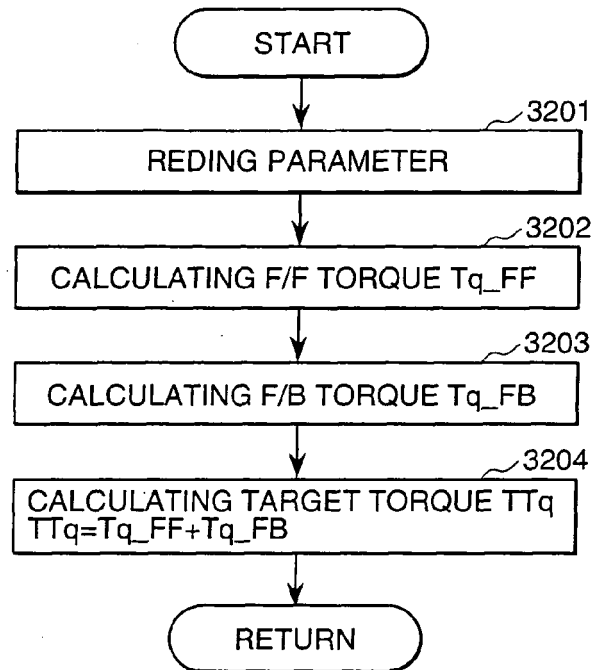 START
3201
REDING PARAMETER
3202
CALCULATING F/F TORQUE Tq_FF
3203
CALCULATING F/B TORQUE Tq_FB
3204
CALCULATING TARGET TORQUE TTq
TTq=Tq_FF+Tq_FB
RETURN